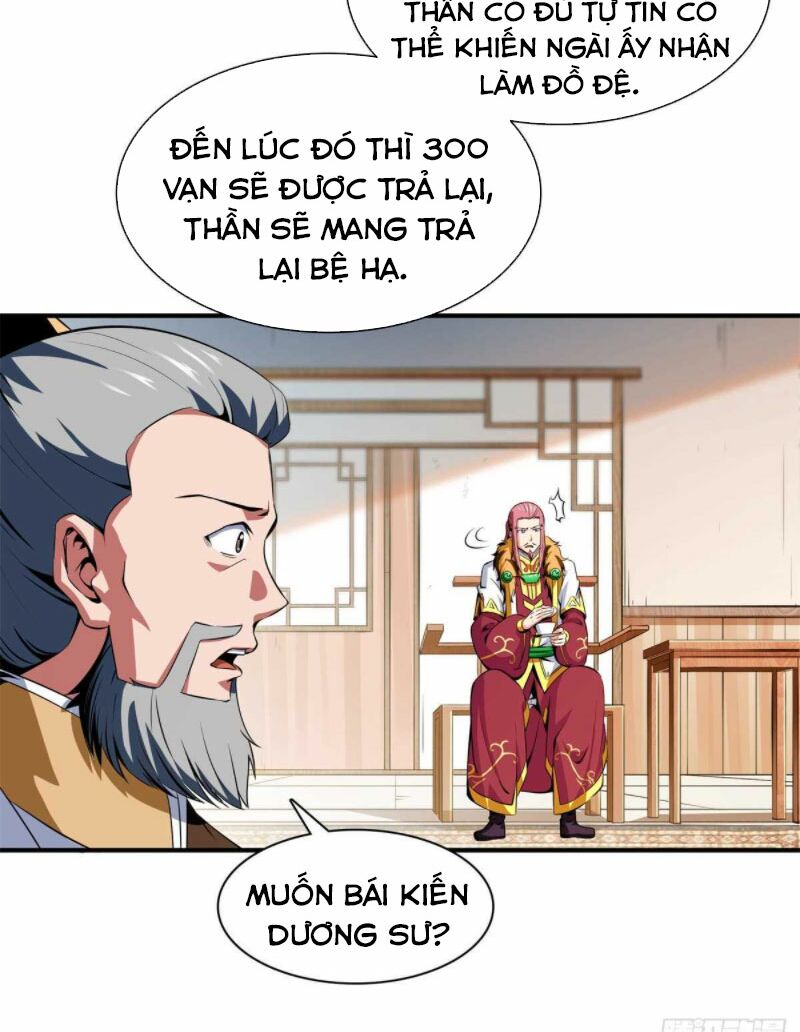 THẦN CÓ ĐỦ TỰ TIN CÓ
THỂ KHIẾN NGÀI ẤY NHẬN
LÀM ĐỒ ĐỆ.
ĐẾN LÚC ĐÓ THÌ 300
VẠN SẼ ĐƯỢC TRẢ LẠI,
THẦN SẼ MANG TRẢ
LẠI BỆ HẠ.
MUỐN BÁI KIẾN
DƯƠNG SƯ?